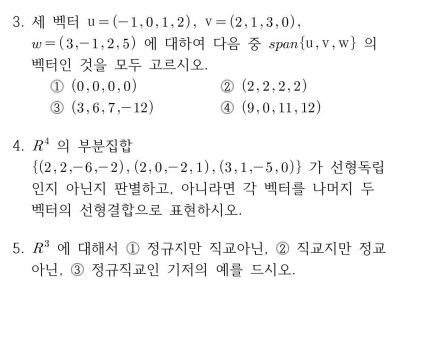 3. 세 벡터 u=(−1,0,1,2), v=(2,1,3,0),
w=(3,−1,2,5) 에 대하여 다음 중 span{u,v,w} 의
벡터인 것을 모두 고르시오.
① (0,0,0,0) ② (2,2,2,2)
③ (3,6,7,−12) ④ (9,0,11,12)
4. R⁴ 의 부분집합
{(2,2,−6,−2),(2,0,−2,1),(3,1,−5,0)} 가 선형독립
인지 아닌지 판별하고, 아니라면 각 벡터를 나머지 두
벡터의 선형결합으로 표현하시오.
5. R³ 에 대해서 ① 정규지만 직교아닌, ② 직교지만 정교
아닌, ③ 정규직교인 기저의 예를 드시오.